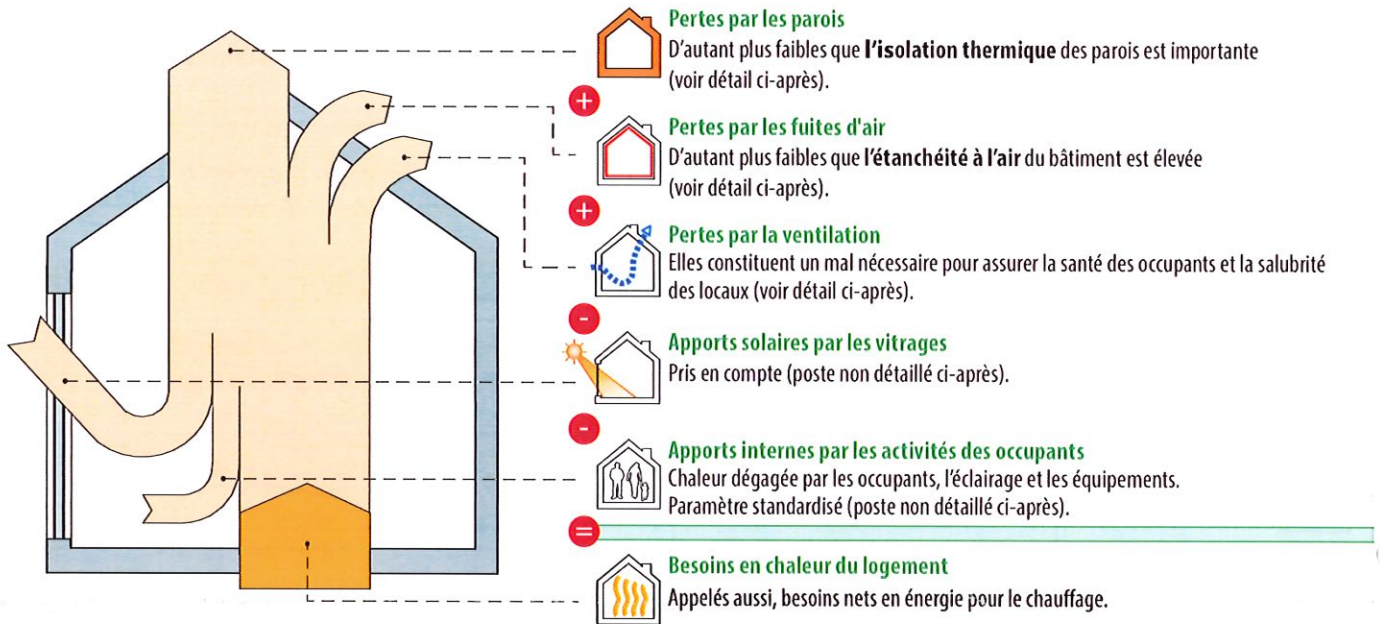 Pertes par les parois
D'autant plus faibles que l'isolation thermique des parois est importante
(voir détail ci-après).
+
Pertes par les fuites d'air
D'autant plus faibles que l'étanchéité à l'air du bâtiment est élevée
(voir détail ci-après).
+
Pertes par la ventilation
Elles constituent un mal nécessaire pour assurer la santé des occupants et la salubrité
des locaux (voir détail ci-après).
-
Apports solaires par les vitrages
Pris en compte (poste non détaillé ci-après).
-
Apports internes par les activités des occupants
Chaleur dégagée par les occupants, l'éclairage et les équipements.
Paramètre standardisé (poste non détaillé ci-après).
=
Besoins en chaleur du logement
Appelés aussi, besoins nets en énergie pour le chauffage.